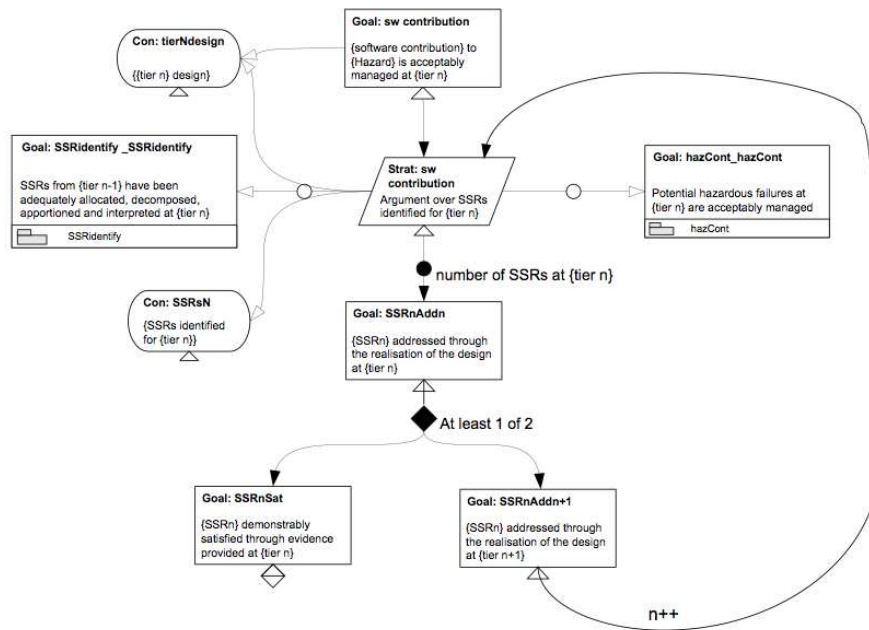 Goal: sw contribution
{software contribution} to
{Hazard} is acceptably
managed at {tier n}
Con: tierNdesign
{{tier n} design}
Goal: SSRidentify _SSRidentify
SSRs from {tier n-1} have been
adequately allocated, decomposed,
apportioned and interpreted at {tier n}
SSRidentify
Strat: sw
contribution
Argument over SSRs
identified for {tier n}
Goal: hazCont_hazCont
Potential hazardous failures at
{tier n} are acceptably managed
hazCont
number of SSRs at {tier n}
Con: SSRsN
{SSRs identified
for {tier n}}
Goal: SSRnAddn
{SSRn} addressed through
the realisation of the design
at {tier n}
At least 1 of 2
Goal: SSRnSat
{SSRn} demonstrably
satisfied through evidence
provided at {tier n}
Goal: SSRnAddn+1
{SSRn} addressed through
the realisation of the design
at {tier n+1}
n++